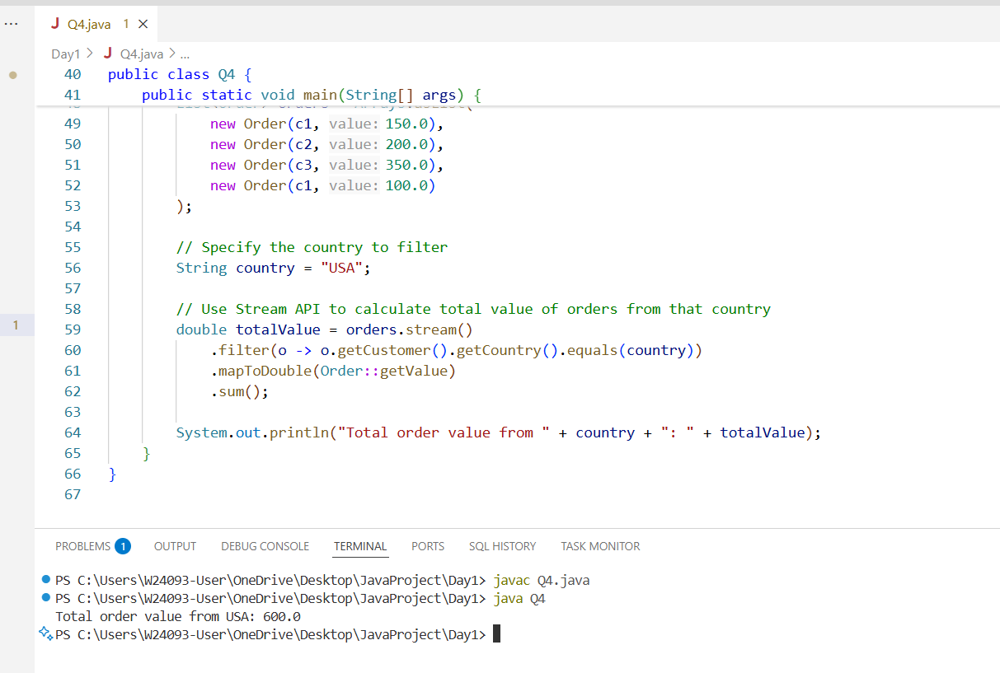 ...
J Q4.java 1 ×
Day1 > J Q4.java > ...
40 public class Q4 {
41 public static void main(String[] args) {
49 new Order(c1, value: 150.0),
50 new Order(c2, value: 200.0),
51 new Order(c3, value: 350.0),
52 new Order(c1, value: 100.0)
53 );
54
55 // Specify the country to filter
56 String country = "USA";
57
58 // Use Stream API to calculate total value of orders from that country
59 double totalValue = orders.stream()
60 .filter(o -> o.getCustomer().getCountry().equals(country))
61 .mapToDouble(Order::getValue)
62 .sum();
63
64 System.out.println("Total order value from " + country + ": " + totalValue);
65 }
66 }
67
1
PROBLEMS 1 OUTPUT DEBUG CONSOLE TERMINAL PORTS SQL HISTORY TASK MONITOR
PS C:\Users\W24093-User\OneDrive\Desktop\JavaProject\Day1> javac Q4.java
PS C:\Users\W24093-User\OneDrive\Desktop\JavaProject\Day1> java Q4
Total order value from USA: 600.0
PS C:\Users\W24093-User\OneDrive\Desktop\JavaProject\Day1>